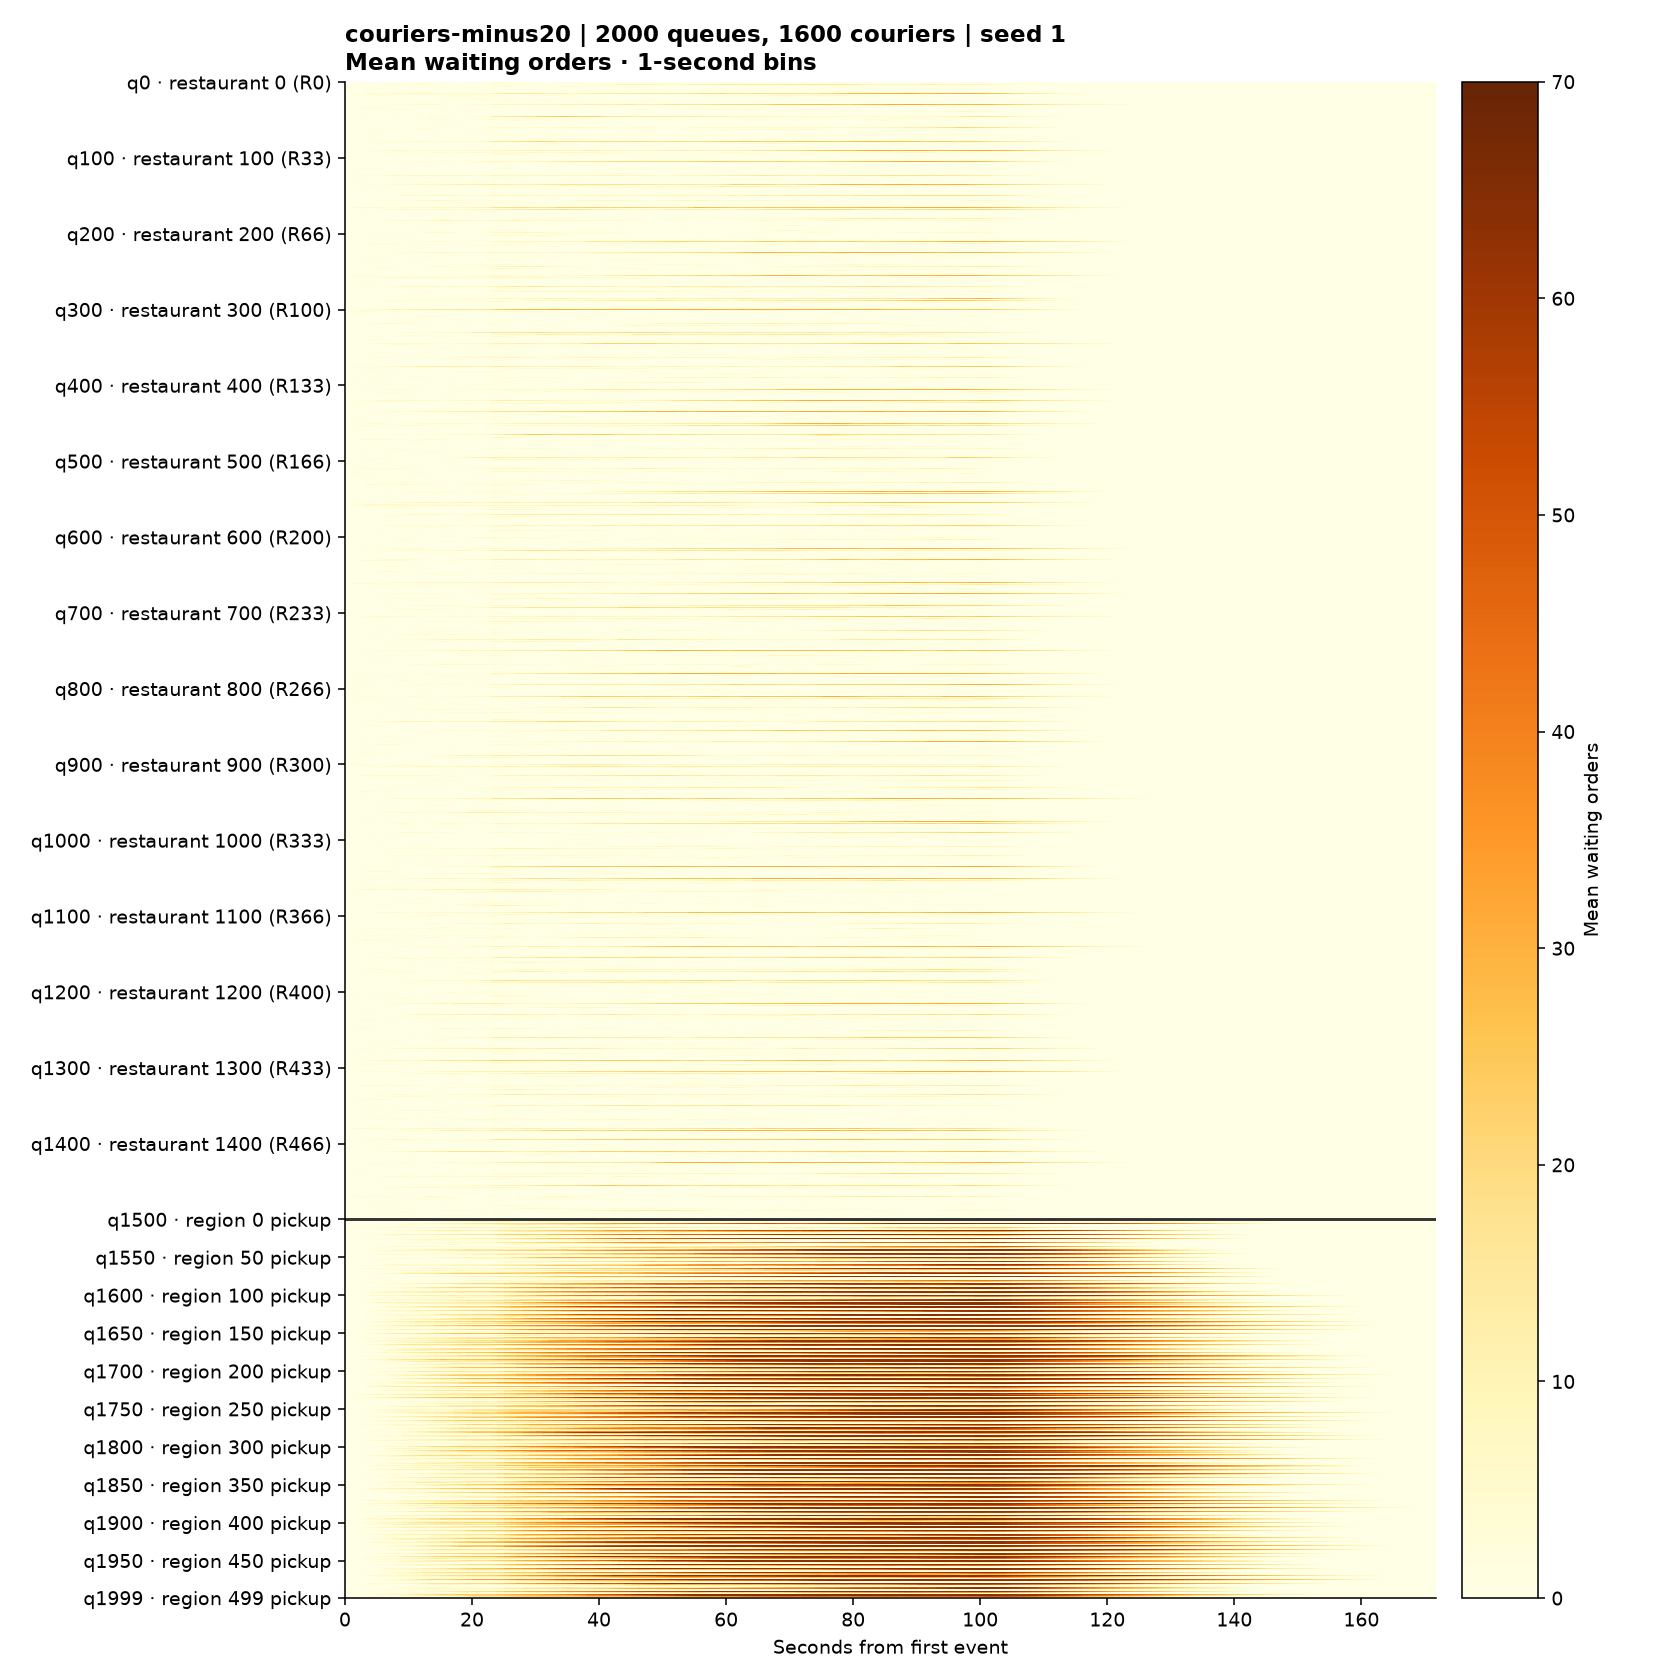 couriers-minus20 | 2000 queues, 1600 couriers | seed 1
Mean waiting orders · 1-second bins
q0 · restaurant 0 (R0)
q100 · restaurant 100 (R33)
q200 · restaurant 200 (R66)
q300 · restaurant 300 (R100)
q400 · restaurant 400 (R133)
q500 · restaurant 500 (R166)
q600 · restaurant 600 (R200)
q700 · restaurant 700 (R233)
q800 · restaurant 800 (R266)
q900 · restaurant 900 (R300)
q1000 · restaurant 1000 (R333)
q1100 · restaurant 1100 (R366)
q1200 · restaurant 1200 (R400)
q1300 · restaurant 1300 (R433)
q1400 · restaurant 1400 (R466)
q1500 · region 0 pickup
q1550 · region 50 pickup
q1600 · region 100 pickup
q1650 · region 150 pickup
q1700 · region 200 pickup
q1750 · region 250 pickup
q1800 · region 300 pickup
q1850 · region 350 pickup
q1900 · region 400 pickup
q1950 · region 450 pickup
q1999 · region 499 pickup
0 20 40 60 80 100 120 140 160
Seconds from first event
70
60
50
40
30
20
10
0
Mean waiting orders